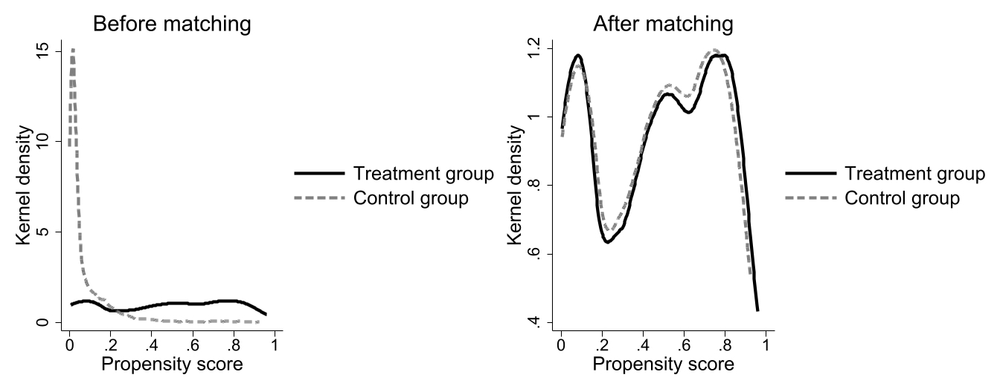 Before matching
15
10
5
0
Kernel density
0 .2 .4 .6 .8 1
Propensity score
Treatment group
Control group
After matching
1.2
1
.8
.6
.4
Kernel density
0 .2 .4 .6 .8 1
Propensity score
Treatment group
Control group